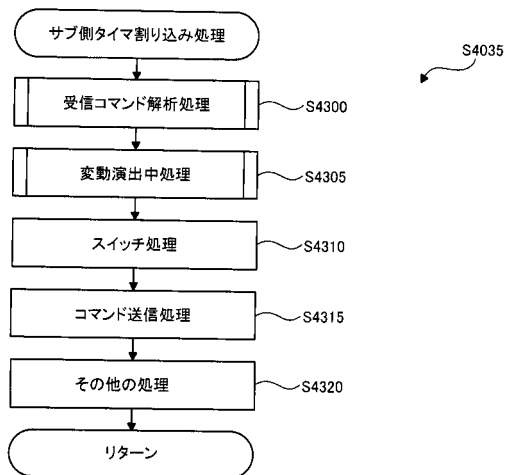 サブ側タイマ割り込み処理
S4035
受信コマンド解析処理
S4300
変動演出中処理
S4305
スイッチ処理
S4310
コマンド送信処理
S4315
その他の処理
S4320
リターン